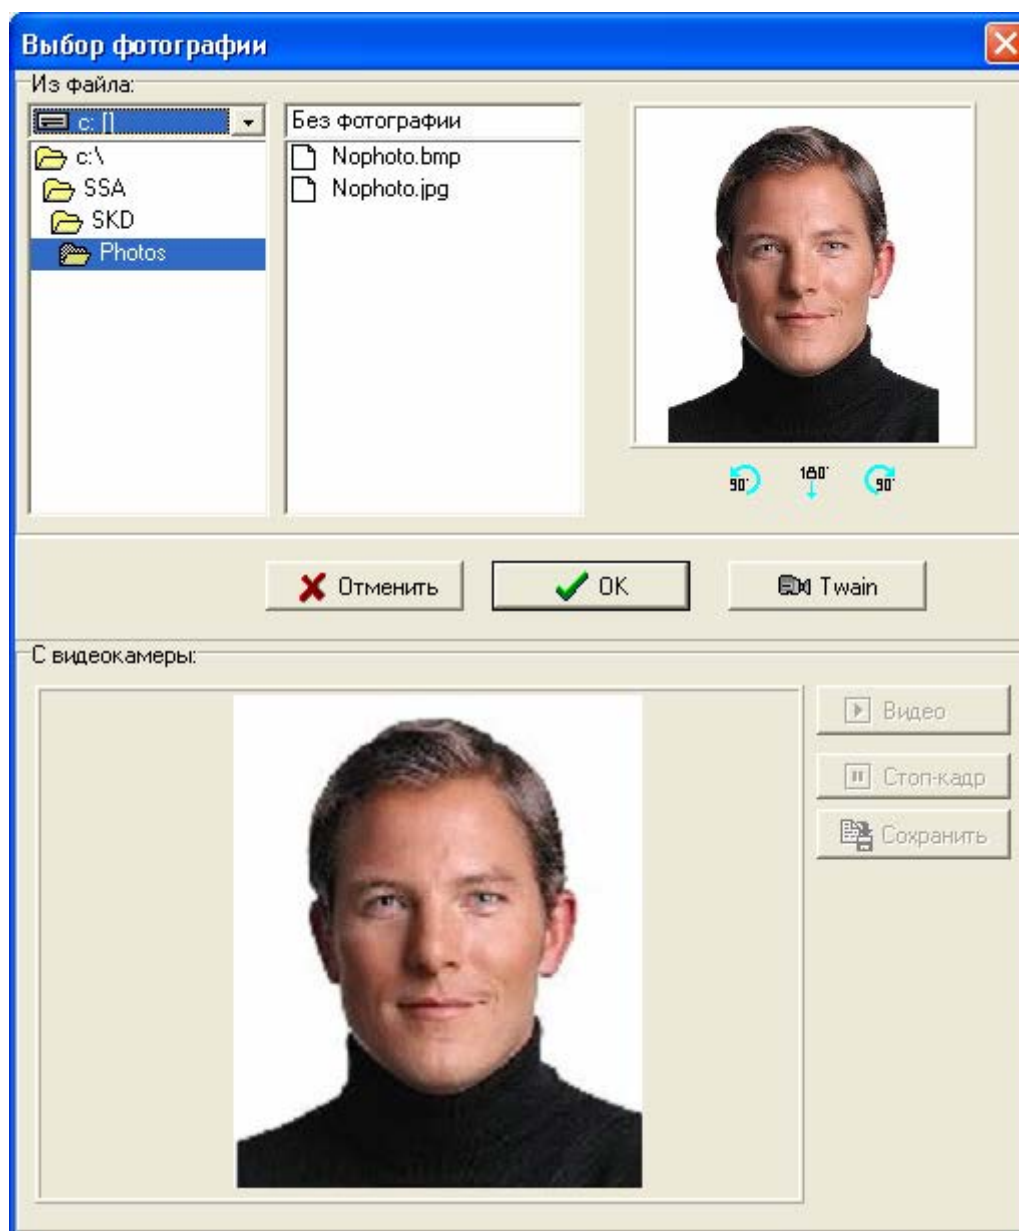 Выбор фотографии
Из файла:
c: []
c:\
SSA
SKD
Photos
Без фотографии
Nophoto.bmp
Nophoto.jpg
90°
180°
90°
Отменить
OK
Twain
С видеокамеры:
Видео
Стоп-кадр
Сохранить